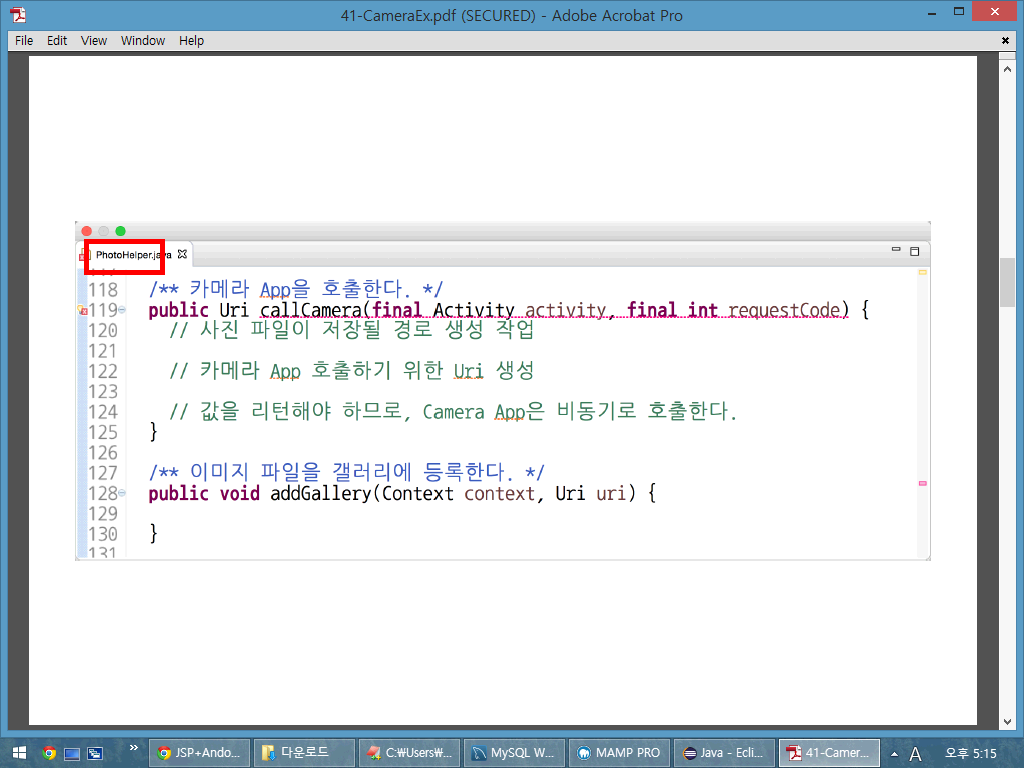 41-CameraEx.pdf (SECURED) - Adobe Acrobat Pro
File Edit View Window Help
PhotoHelper.java
118 /** 카메라 App을 호출한다. */
119 public Uri callCamera(final Activity activity, final int requestCode) {
120 // 사진 파일이 저장될 경로 생성 작업
121
122 // 카메라 App 호출하기 위한 Uri 생성
123
124 // 값을 리턴해야 하므로, Camera App은 비동기로 호출한다.
125 }
126
127 /** 이미지 파일을 갤러리에 등록한다. */
128 public void addGallery(Context context, Uri uri) {
129
130 }
131
JSP+Ando... 다운로드 C:₩Users₩... MySQL W... MAMP PRO Java - Ecli... 41-Camer... A 오후 5:15